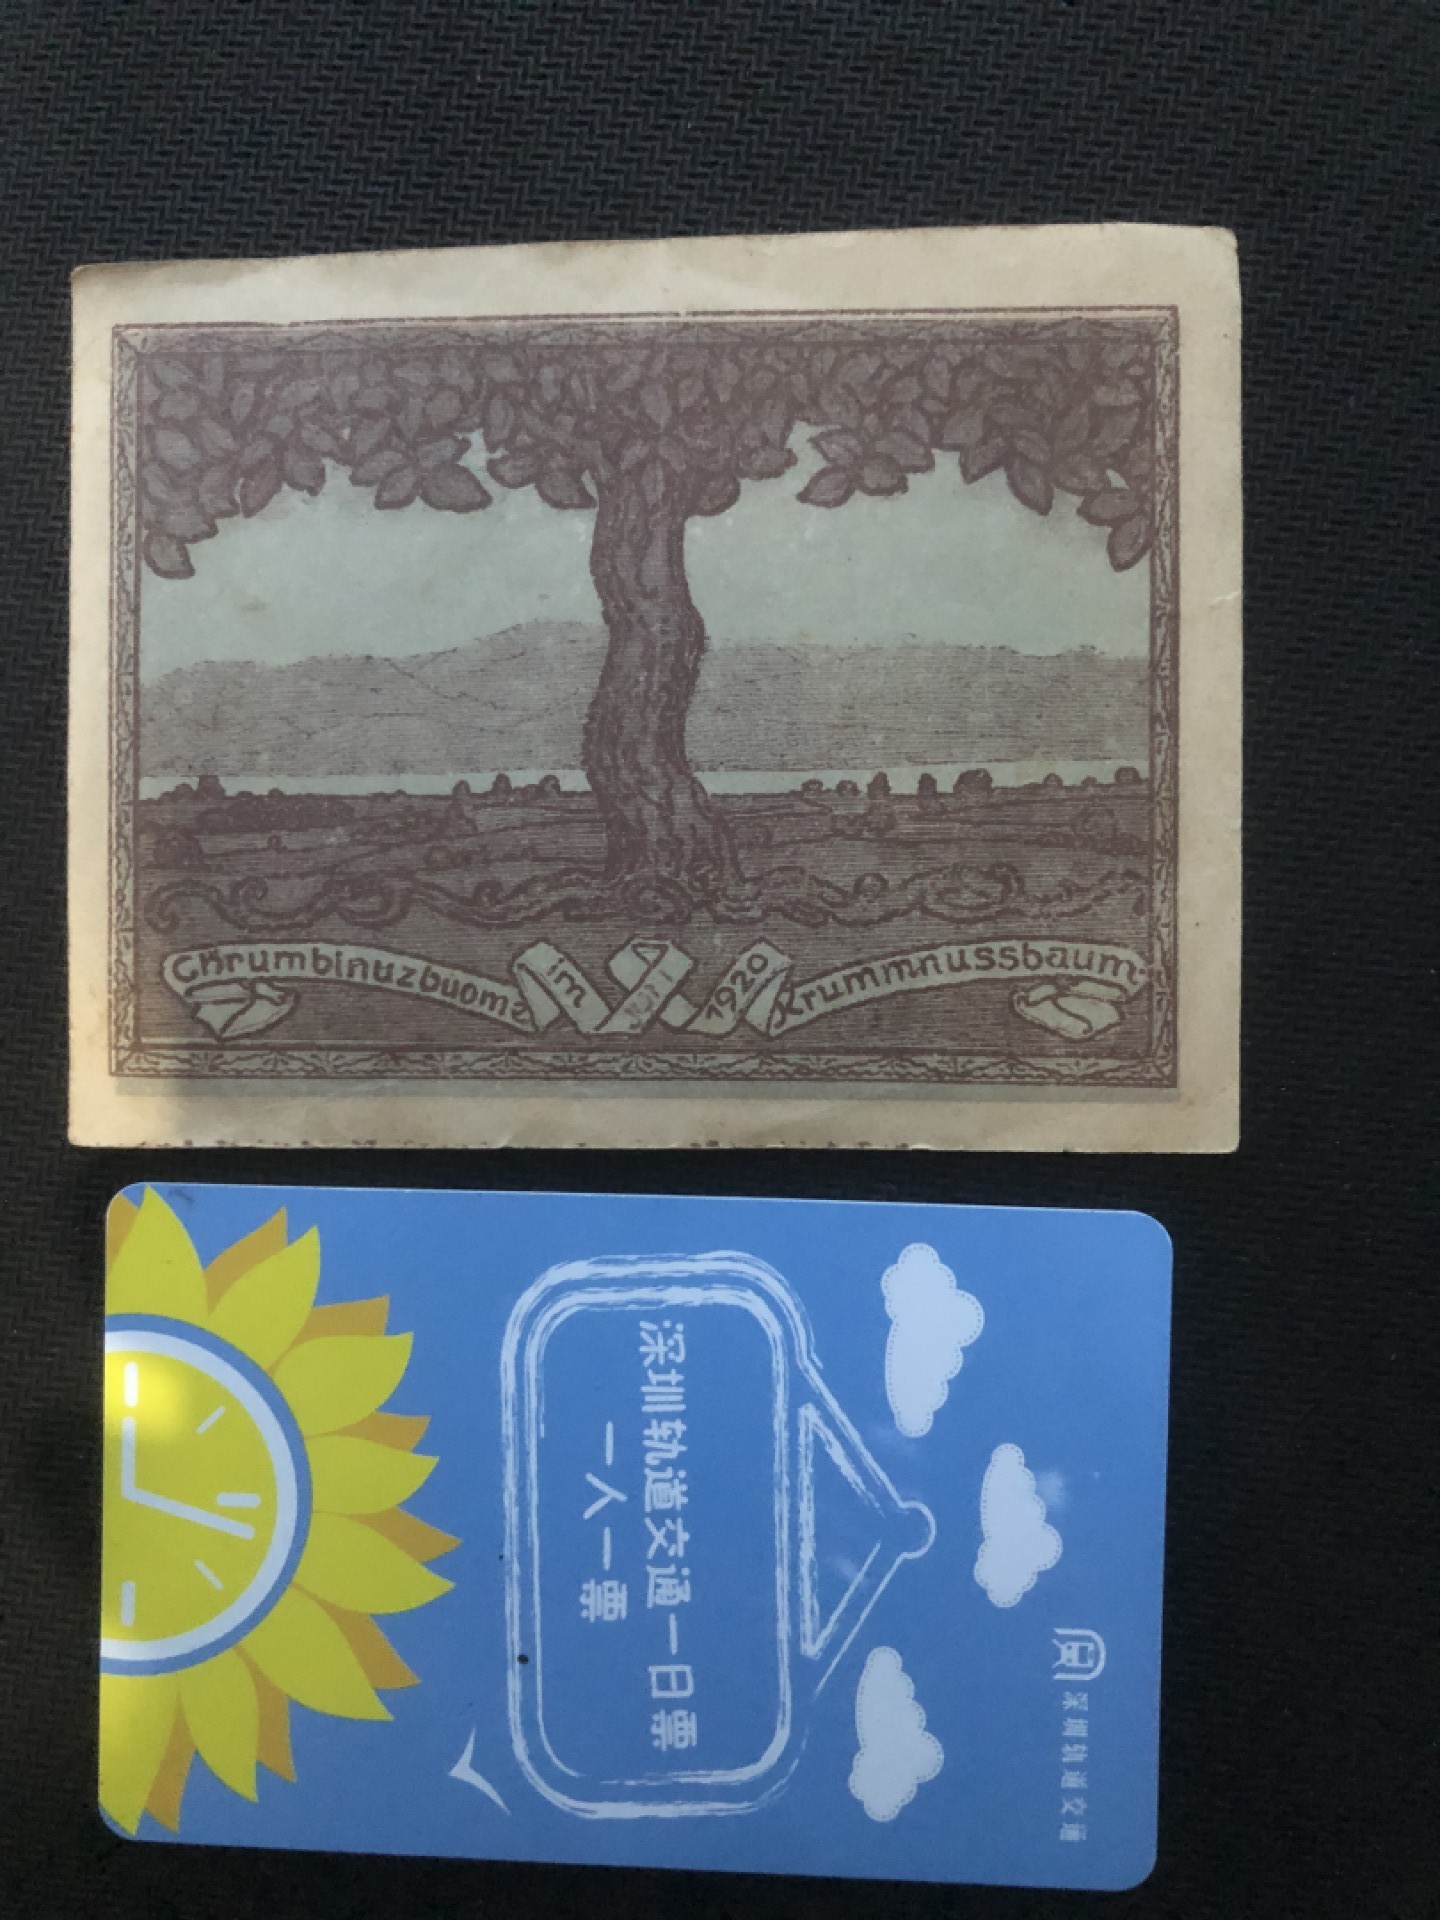 Chrumbinuzbuome im
1920 Krummnussbaum
深圳轨道交通一日票
一人一票
深圳轨道交通